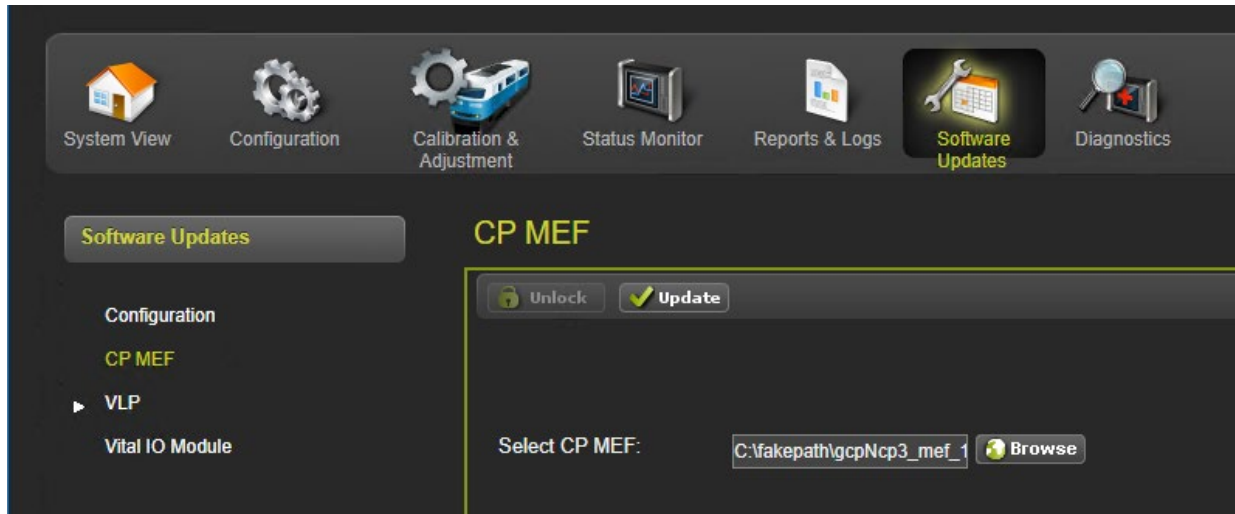 System View Configuration Calibration & Status Monitor Reports & Logs Software Diagnostics
Adjustment Updates
Software Updates
CP MEF
Unlock Update
Configuration
CP MEF
VLP
Vital IO Module
Select CP MEF: C:\fakepath\gcpNcp3_mef_1 Browse